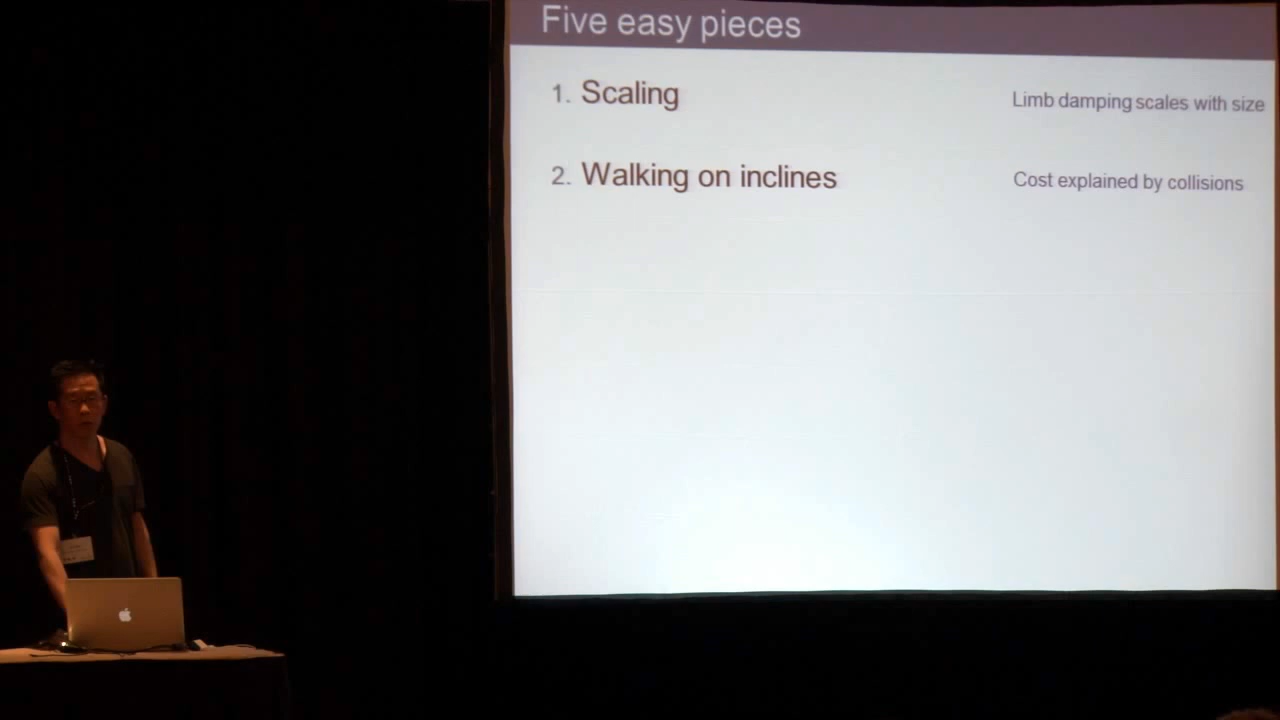 Five easy pieces
1. Scaling
Limb damping scales with size
2. Walking on inclines
Cost explained by collisions